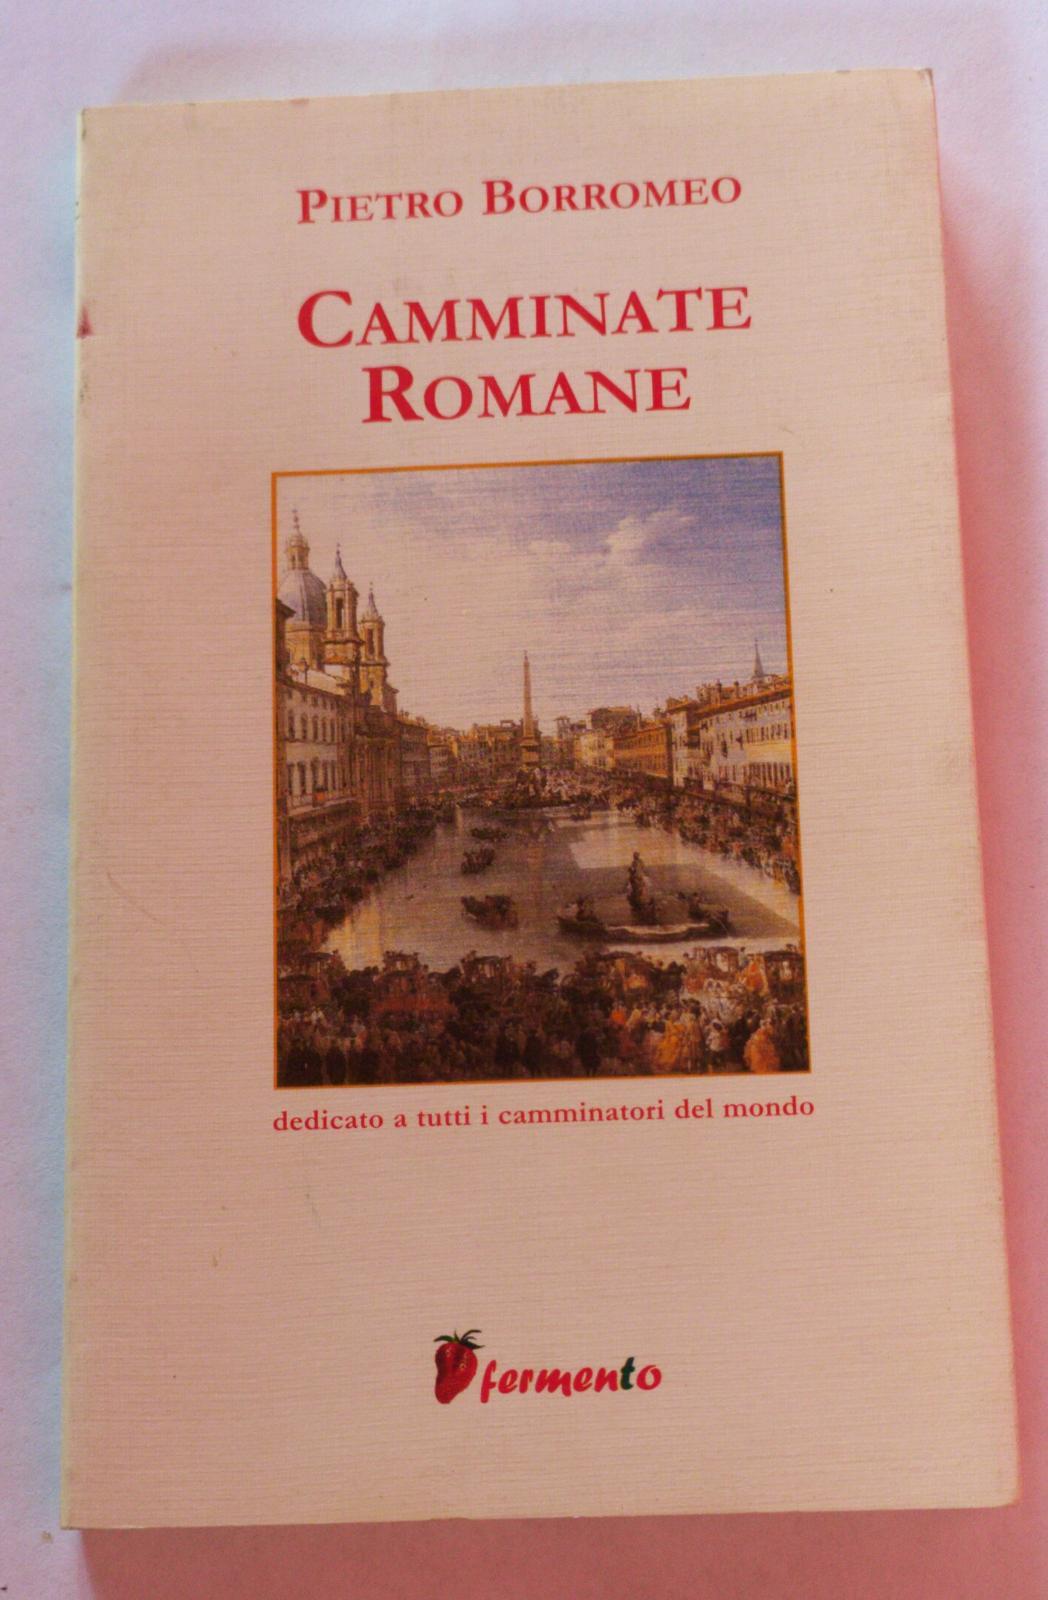 PIETRO BORROMEO
CAMMINATE
ROMANE
dedicato a tutti i camminatori del mondo
fermento